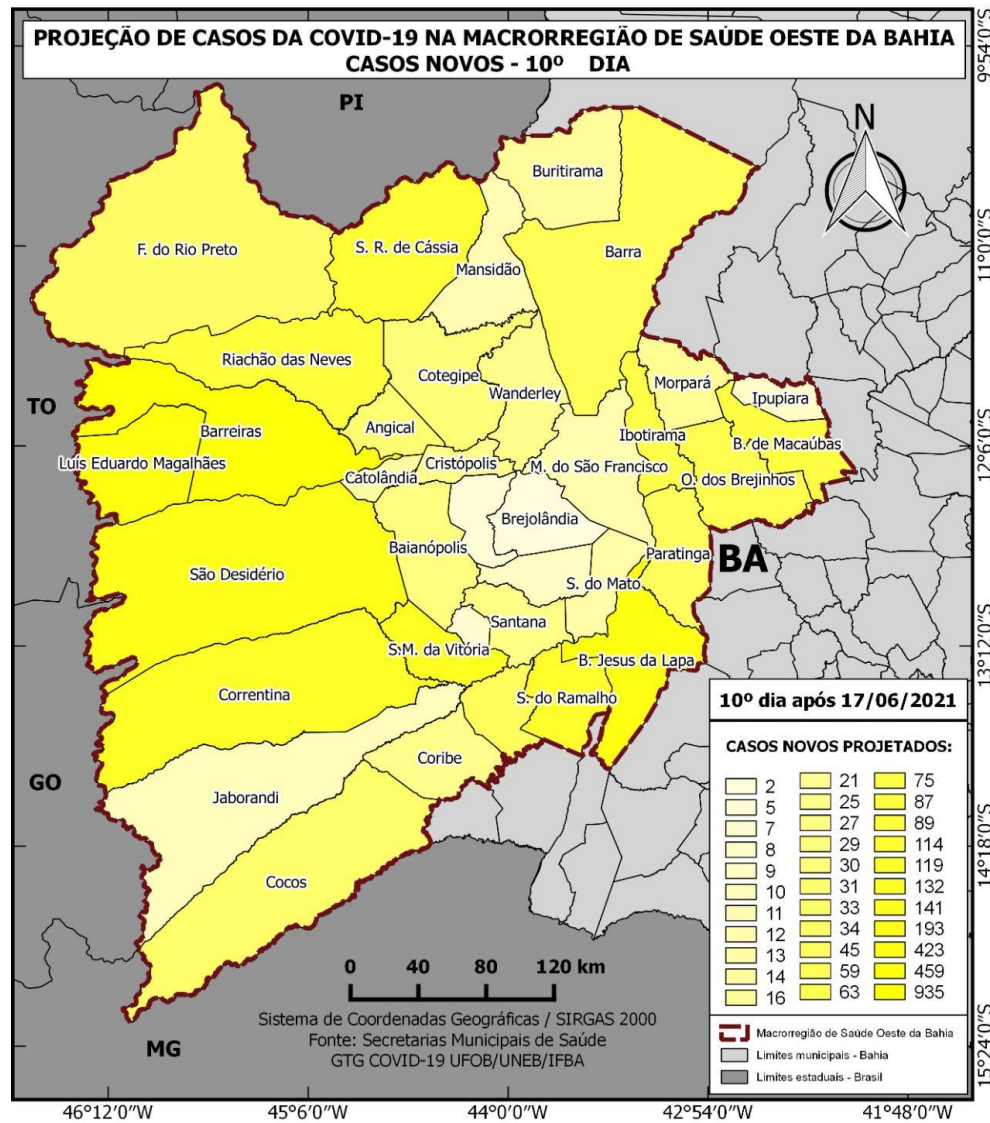 PROJEÇÃO DE CASOS DA COVID-19 NA MACRORREGIÃO DE SAÚDE OESTE DA BAHIA
CASOS NOVOS - 10º DIA
PI
N
9°54'0"S
Buritirama
F. do Rio Preto
S. R. de Cássia
Barra
11°0'0"S
Mansidão
Riachão das Neves
Cotegipe
Wanderley
Morpará
Ipupiara
TO
Angical
Barreiras
Ibotirama
B. de Macaúbas
12°6'0"S
Luís Eduardo Magalhães
Cristópolis
M. do São Francisco
Catolândia
O. dos Brejinhos
Brejolândia
Baianópolis
Paratinga
BA
São Desidério
S. do Mato
Santana
S.M. da Vitória
B. Jesus da Lapa
13°12'0"S
Correntina
S. do Ramalho
Coribe
GO
Jaborandi
14°18'0"S
Cocos
10º dia após 17/06/2021
CASOS NOVOS PROJETADOS:
2
5
7
8
9
10
11
12
13
14
16
21
25
27
29
30
31
33
34
45
59
63
75
87
89
114
119
132
141
193
423
459
935
Macrorregião de Saúde Oeste da Bahia
Limites municipais - Bahia
Limites estaduais - Brasil
0 40 80 120 km
Sistema de Coordenadas Geográficas / SIRGAS 2000
Fonte: Secretarias Municipais de Saúde
GTG COVID-19 UFOB/UNEB/IFBA
MG
15°24'0"S
46°12'0"W 45°6'0"W 44°0'0"W 42°54'0"W 41°48'0"W